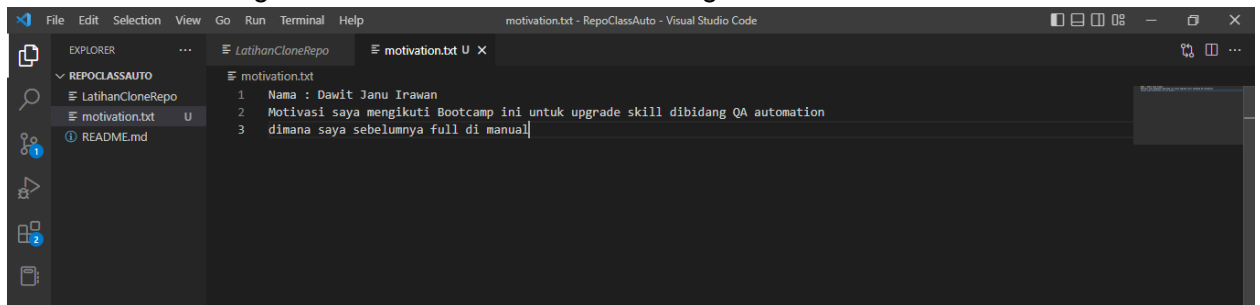 File Edit Selection View Go Run Terminal Help motivation.txt - RepoClassAuto - Visual Studio Code
EXPLORER ··· LatihanCloneRepo motivation.txt U
REPOCLASSAUTO motivation.txt
LatihanCloneRepo 1 Nama : Dawit Janu Irawan
motivation.txt U 2 Motivasi saya mengikuti Bootcamp ini untuk upgrade skill dibidang QA automation
README.md 3 dimana saya sebelumnya full di manual
1
2